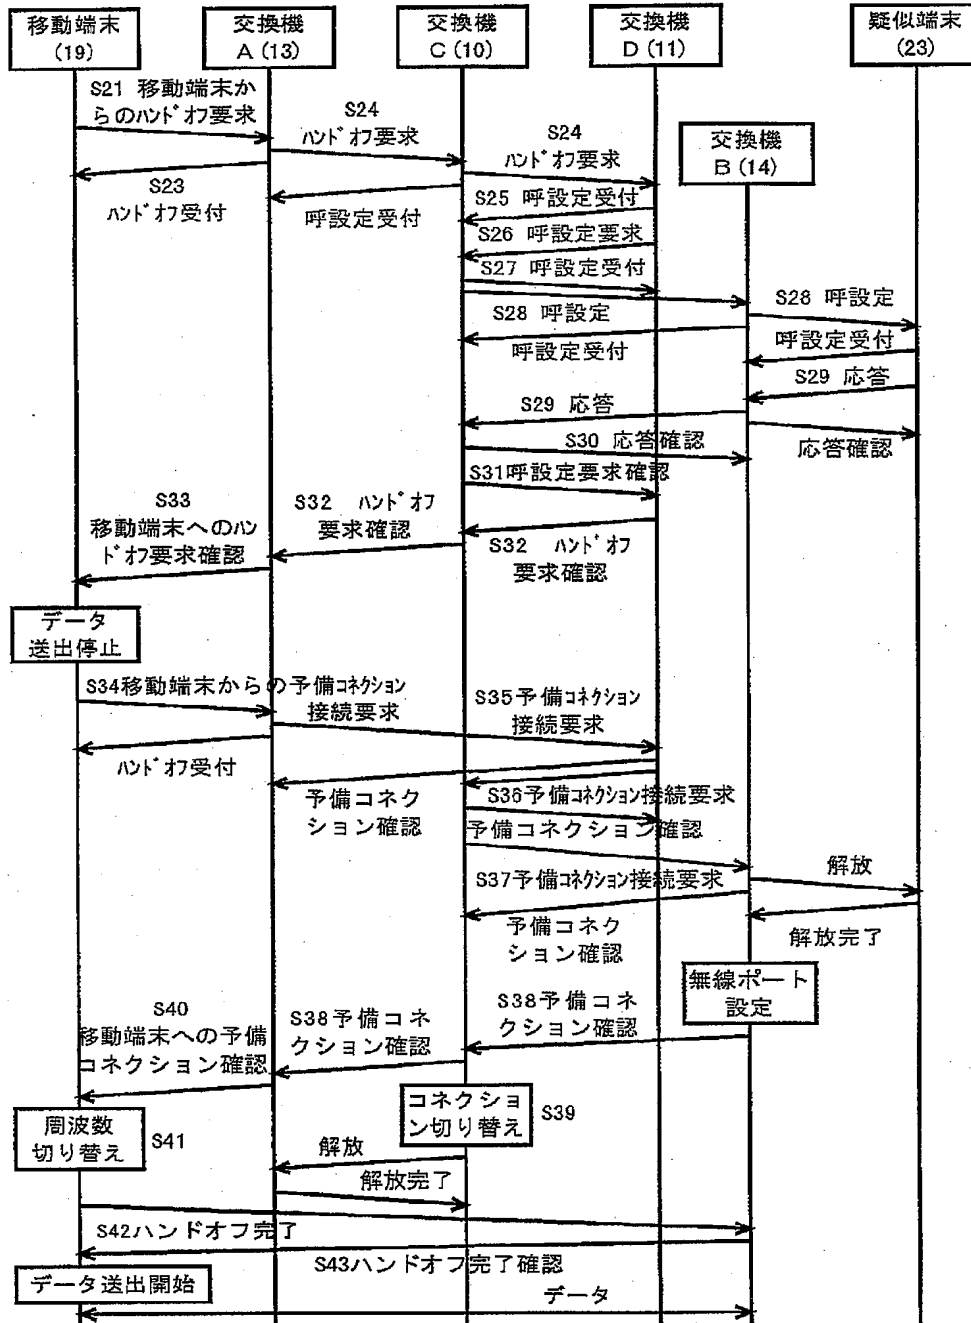 移動端末
(19)
交換機
A (13)
交換機
C (10)
交換機
D (11)
疑似端末
(23)
S21 移動端末か
らのハンドオフ要求
S24
ハンドオフ要求
S24
ハンドオフ要求
交換機
B (14)
S23
ハンドオフ受付
呼設定受付
S25 呼設定受付
S26 呼設定要求
S27 呼設定受付
S28 呼設定
S28 呼設定
呼設定受付
呼設定受付
S29 応答
S29 応答
S30 応答確認
応答確認
S31呼設定要求確認
S33
移動端末へのハン
ドオフ要求確認
S32 ハンドオフ
要求確認
S32 ハンドオフ
要求確認
データ
送出停止
S34移動端末からの予備コネクション
接続要求
S35予備コネクション
接続要求
ハンドオフ受付
予備コネク
ション確認
S36予備コネクション接続要求
予備コネクション確認
S37予備コネクション接続要求
解放
予備コネク
ション確認
解放完了
無線ポート
設定
S40
移動端末への予備
コネクション確認
S38予備コネ
クション確認
S38予備コネ
クション確認
周波数
切り替え
S41
コネクショ
ン切り替え
S39
解放
解放完了
S42ハンドオフ完了
S43ハンドオフ完了確認
データ送出開始
データ